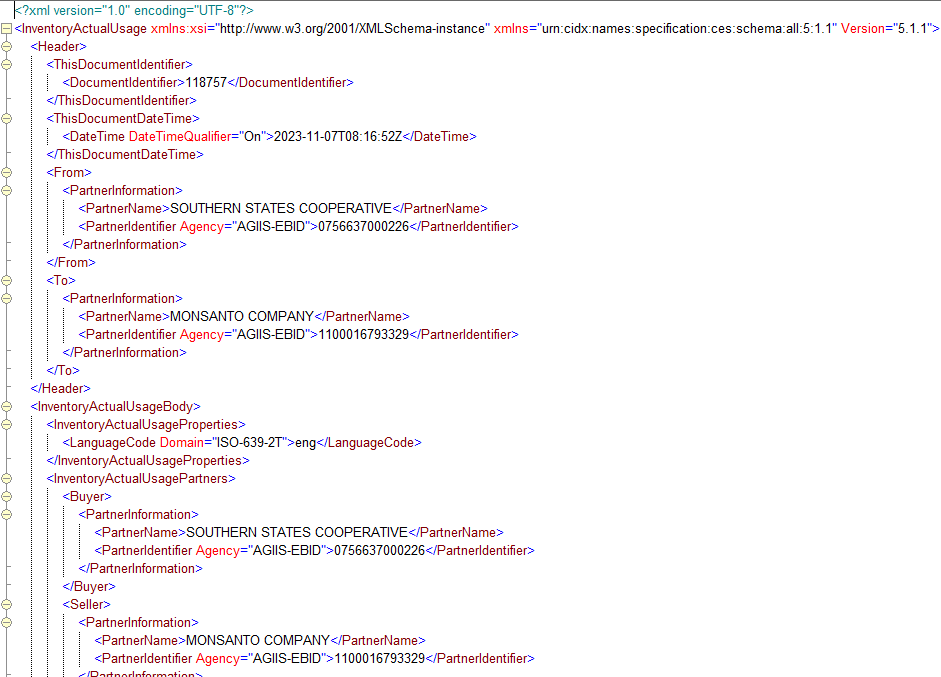 <?xml version="1.0" encoding="UTF-8"?>
<InventoryActualUsage xmlns:xsi="http://www.w3.org/2001/XMLSchema-instance" xmlns="urn:cidx:names:specification:ces:schema:all:5:1.1" Version="5.1.1">
<Header>
<ThisDocumentIdentifier>
<DocumentIdentifier>118757</DocumentIdentifier>
</ThisDocumentIdentifier>
<ThisDocumentDateTime>
<DateTime DateTimeQualifier="On">2023-11-07T08:16:52Z</DateTime>
</ThisDocumentDateTime>
<From>
<PartnerInformation>
<PartnerName>SOUTHERN STATES COOPERATIVE</PartnerName>
<PartnerIdentifier Agency="AGIIS-EBID">0756637000226</PartnerIdentifier>
</PartnerInformation>
</From>
<To>
<PartnerInformation>
<PartnerName>MONSANTO COMPANY</PartnerName>
<PartnerIdentifier Agency="AGIIS-EBID">1100016793329</PartnerIdentifier>
</PartnerInformation>
</To>
</Header>
<InventoryActualUsageBody>
<InventoryActualUsageProperties>
<LanguageCode Domain="ISO-639-2T">eng</LanguageCode>
</InventoryActualUsageProperties>
<InventoryActualUsagePartners>
<Buyer>
<PartnerInformation>
<PartnerName>SOUTHERN STATES COOPERATIVE</PartnerName>
<PartnerIdentifier Agency="AGIIS-EBID">0756637000226</PartnerIdentifier>
</PartnerInformation>
</Buyer>
<Seller>
<PartnerInformation>
<PartnerName>MONSANTO COMPANY</PartnerName>
<PartnerIdentifier Agency="AGIIS-EBID">1100016793329</PartnerIdentifier>
</PartnerInformation>